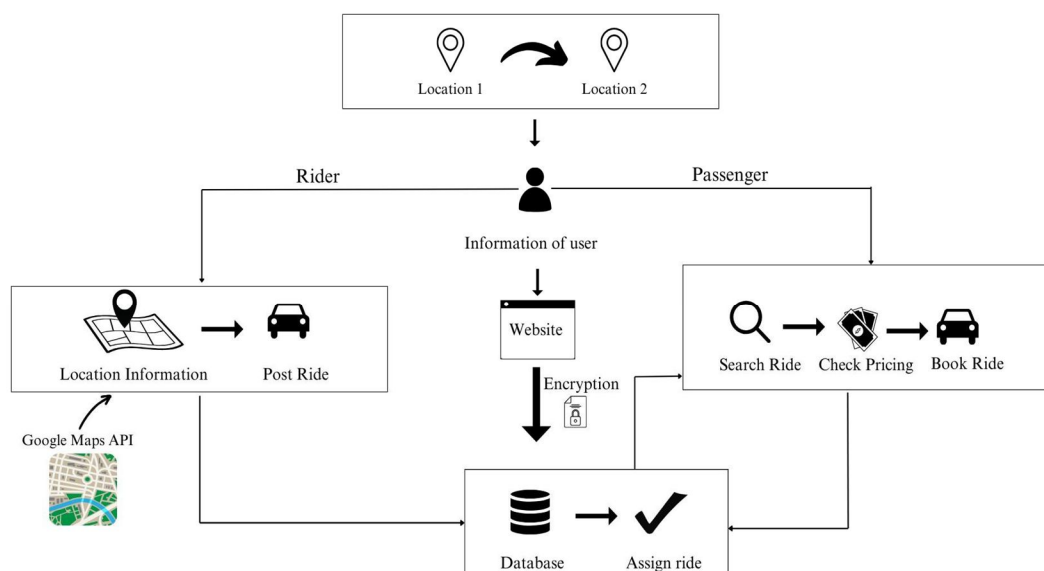 Location 1
Location 2
Rider
Passenger
Information of user
Website
Location Information
Post Ride
Search Ride
Check Pricing
Book Ride
Encryption
Google Maps API
Database
Assign ride